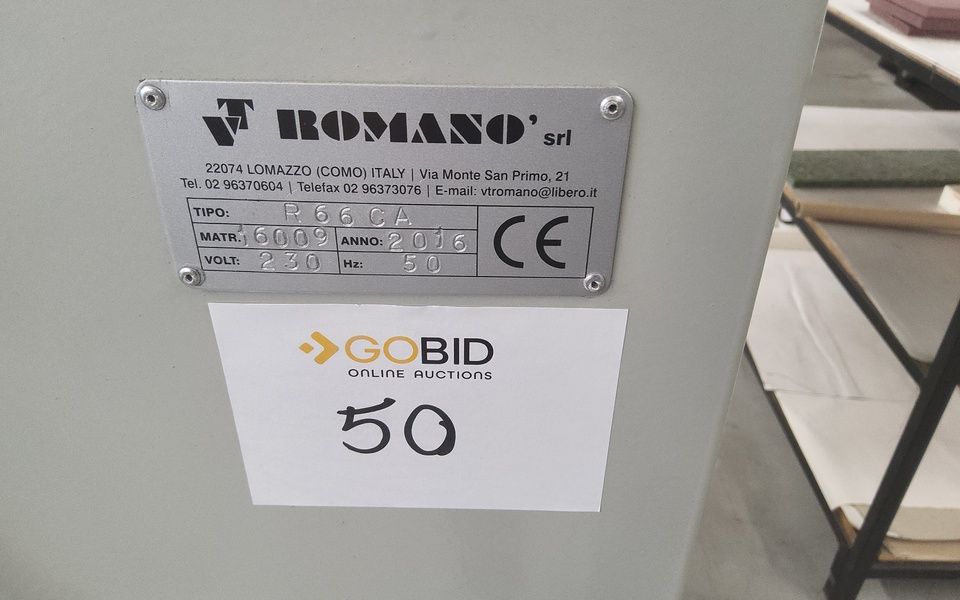 VT ROMANO' srl
22074 LOMAZZO (COMO) ITALY | Via Monte San Primo, 21
Tel. 02 96370604 | Telefax 02 96373076 | E-mail: vtromano@libero.it
TIPO: R66CA
MATR. 16009 ANNO: 2016
VOLT: 230 Hz: 50
CE
GOBID
ONLINE AUCTIONS
50